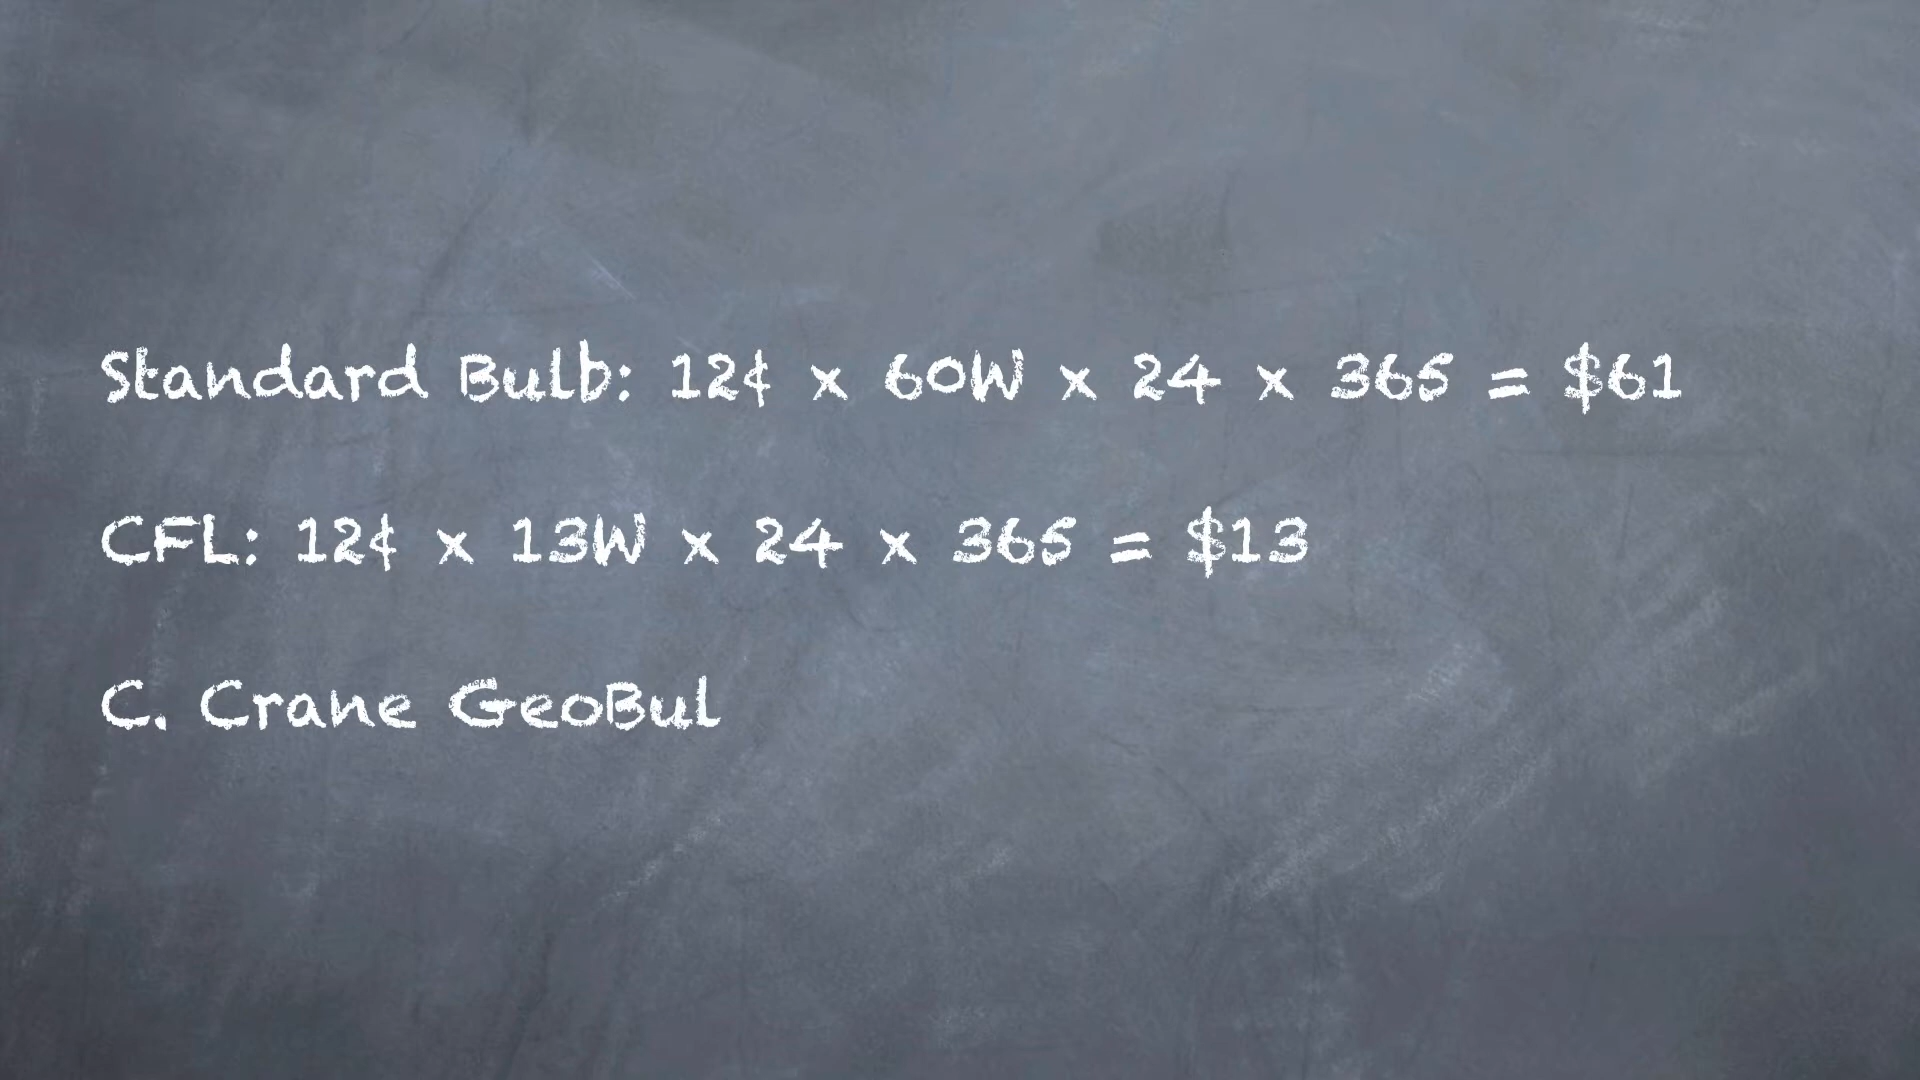 Standard Bulb: 12¢ x 60W x 24 x 365 = $61
CFL: 12¢ x 13W x 24 x 365 = $13
C. Crane GeoBul